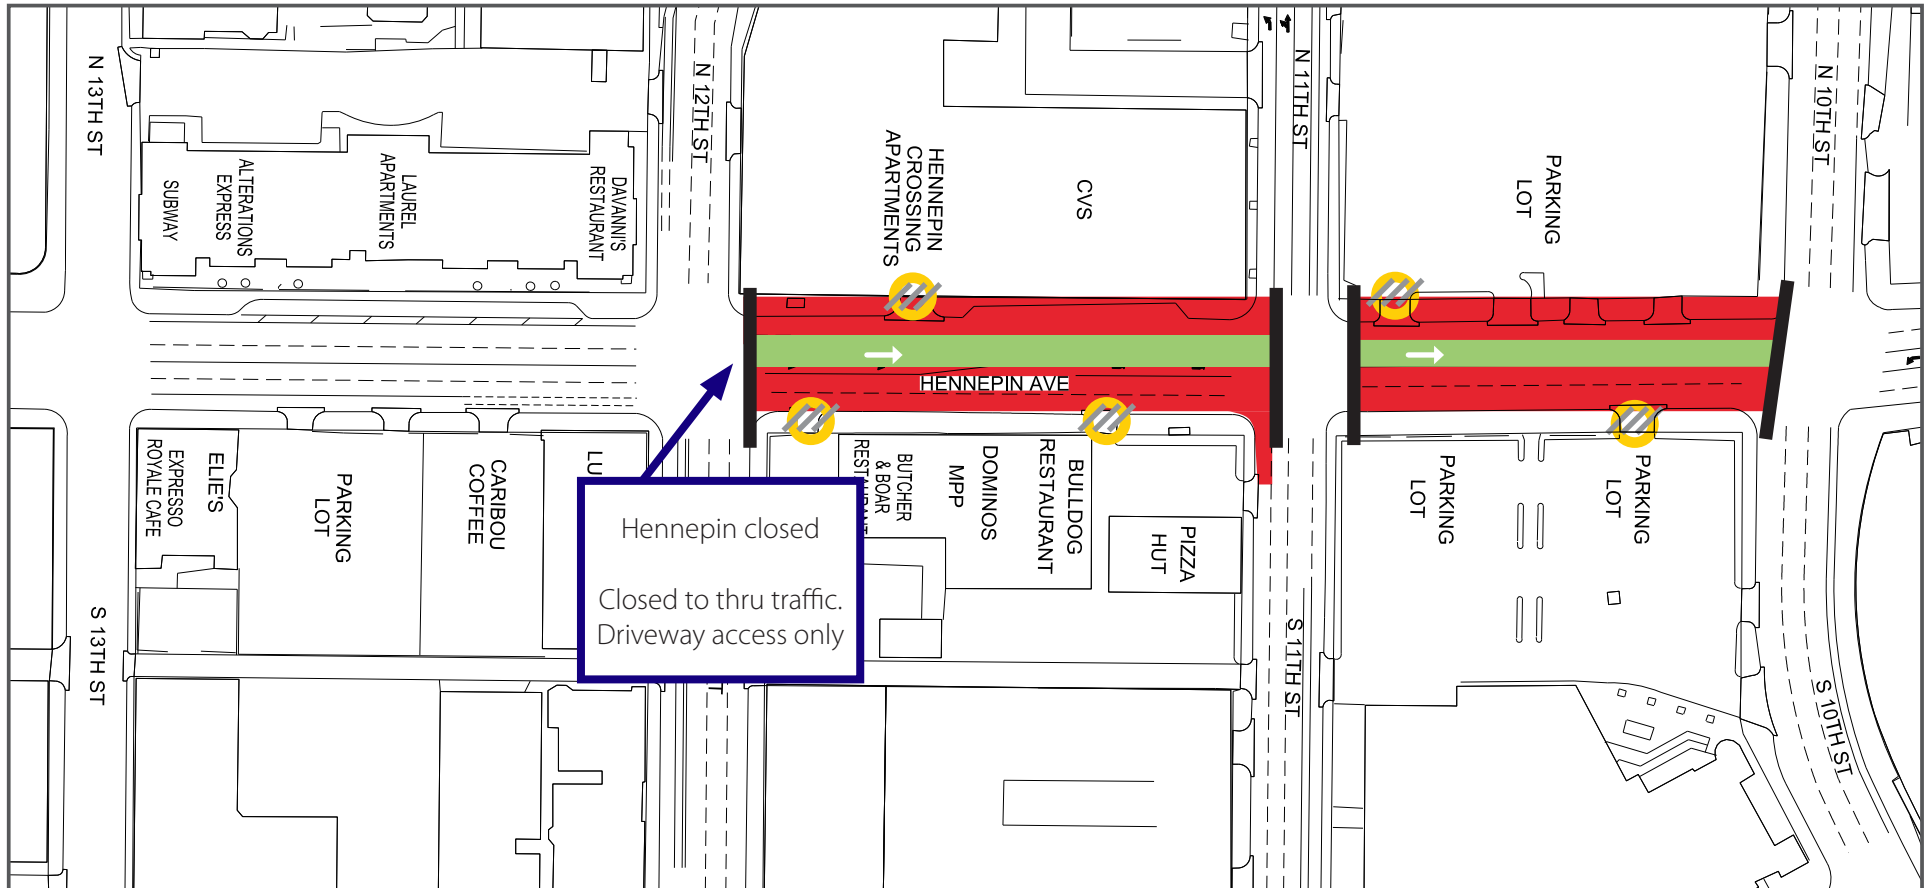 N 13TH ST
N 12TH ST
N 11TH ST
N 10TH ST
SUBWAY
ALTERATIONS
EXPRESS
LAUREL
APARTMENTS
DAVANNI'S
RESTAURANT
HENNEPIN
CROSSING
APARTMENTS
CVS
PARKING
LOT
HENNEPIN AVE
ELIE'S
EXPRESSO
ROYALE CAFE
PARKING
LOT
CARIBOU
COFFEE
LU
Hennepin closed
Closed to thru traffic.
Driveway access only
BUTCHER
& BOAR
RESTAURANT
MPP
DOMINOS
BULLDOG
RESTAURANT
PIZZA
HUT
PARKING
LOT
PARKING
LOT
S 13TH ST
T
S 11TH ST
S 10TH ST